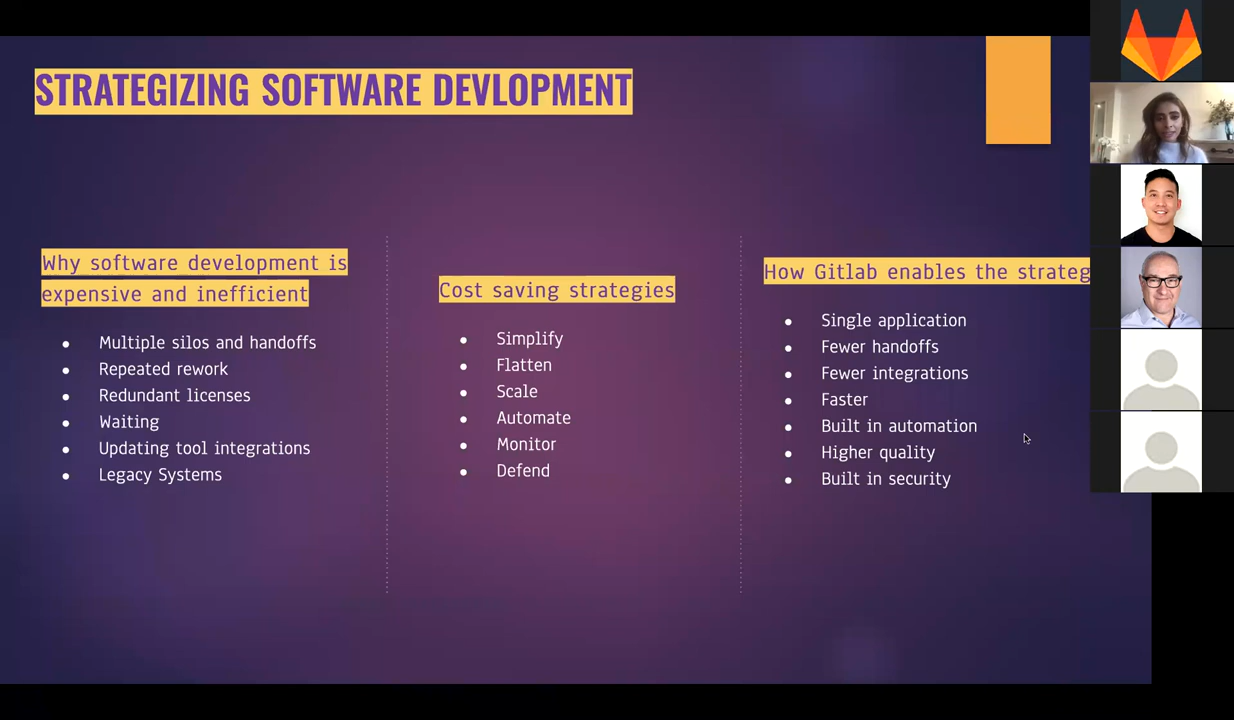 STRATEGIZING SOFTWARE DEVLOPMENT
Why software development is
expensive and inefficient
• Multiple silos and handoffs
• Repeated rework
• Redundant licenses
• Waiting
• Updating tool integrations
• Legacy Systems
Cost saving strategies
• Simplify
• Flatten
• Scale
• Automate
• Monitor
• Defend
How Gitlab enables the strateg
• Single application
• Fewer handoffs
• Fewer integrations
• Faster
• Built in automation
• Higher quality
• Built in security